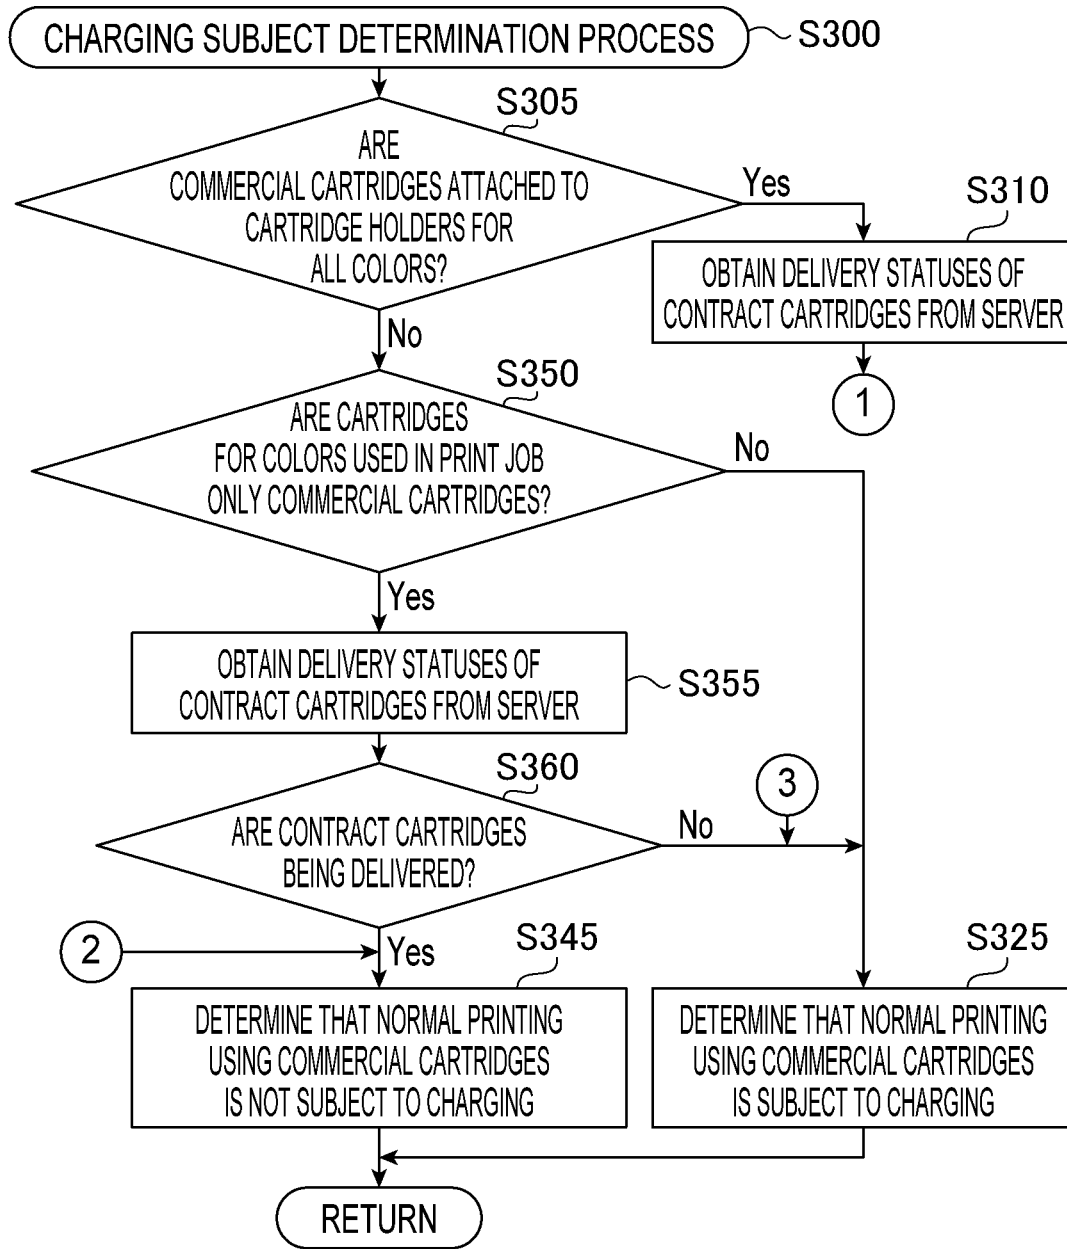 CHARGING SUBJECT DETERMINATION PROCESS
S300
S305
ARE
COMMERCIAL CARTRIDGES ATTACHED TO
CARTRIDGE HOLDERS FOR
ALL COLORS?
Yes
S310
OBTAIN DELIVERY STATUSES OF
CONTRACT CARTRIDGES FROM SERVER
1
No
S350
ARE CARTRIDGES
FOR COLORS USED IN PRINT JOB
ONLY COMMERCIAL CARTRIDGES?
No
Yes
OBTAIN DELIVERY STATUSES OF
CONTRACT CARTRIDGES FROM SERVER
S355
S360
ARE CONTRACT CARTRIDGES
BEING DELIVERED?
No
3
2
Yes
S345
DETERMINE THAT NORMAL PRINTING
USING COMMERCIAL CARTRIDGES
IS NOT SUBJECT TO CHARGING
S325
DETERMINE THAT NORMAL PRINTING
USING COMMERCIAL CARTRIDGES
IS SUBJECT TO CHARGING
RETURN